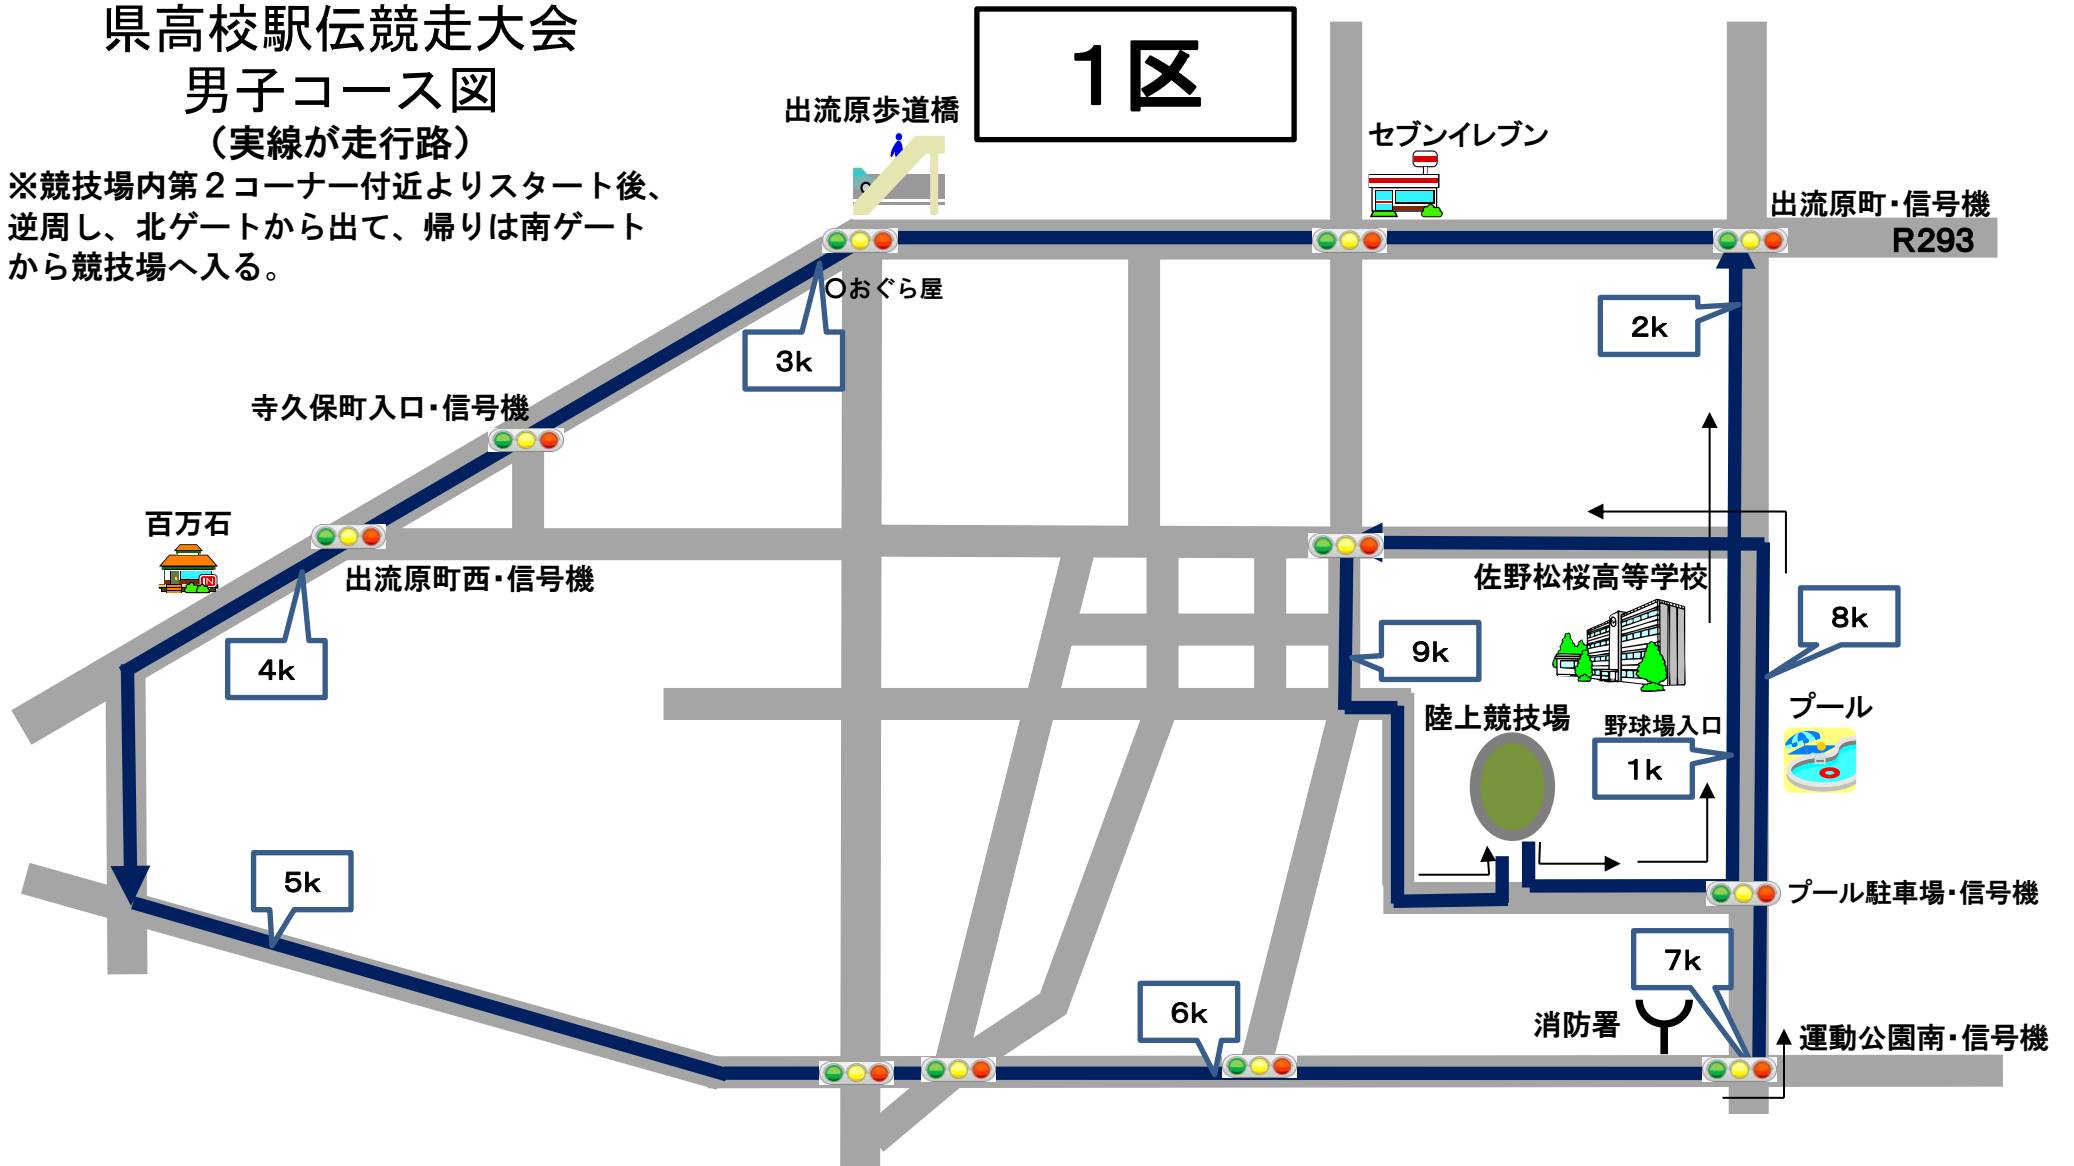 県高校駅伝競走大会
男子コース図
（実線が走行路）
※競技場内第２コーナー付近よりスタート後、
逆周し、北ゲートから出て、帰りは南ゲート
から競技場へ入る。
１区
出流原歩道橋
セブンイレブン
出流原町・信号機
R293
○おぐら屋
2k
3k
寺久保町入口・信号機
百万石
出流原町西・信号機
佐野松桜高等学校
8k
9k
4k
陸上競技場
野球場入口
プール
1k
5k
プール駐車場・信号機
7k
6k
消防署
運動公園南・信号機
IN